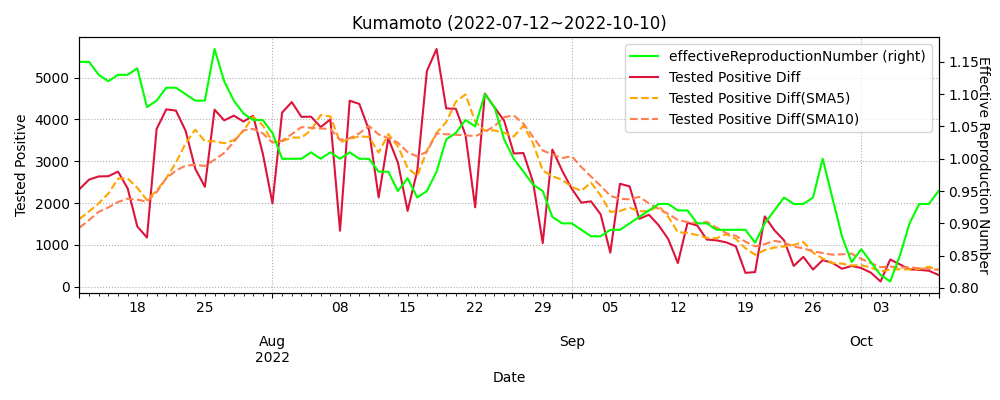 Kumamoto (2022-07-12~2022-10-10)
effectiveReproductionNumber (right)
Tested Positive Diff
Tested Positive Diff(SMA5)
Tested Positive Diff(SMA10)
Tested Positive
5000
4000
3000
2000
1000
0
Effective Reproduction Number
1.15
1.10
1.05
1.00
0.95
0.90
0.85
0.80
18 25 08 15 22 29 05 12 19 26 03
Aug Sep Oct
2022
Date